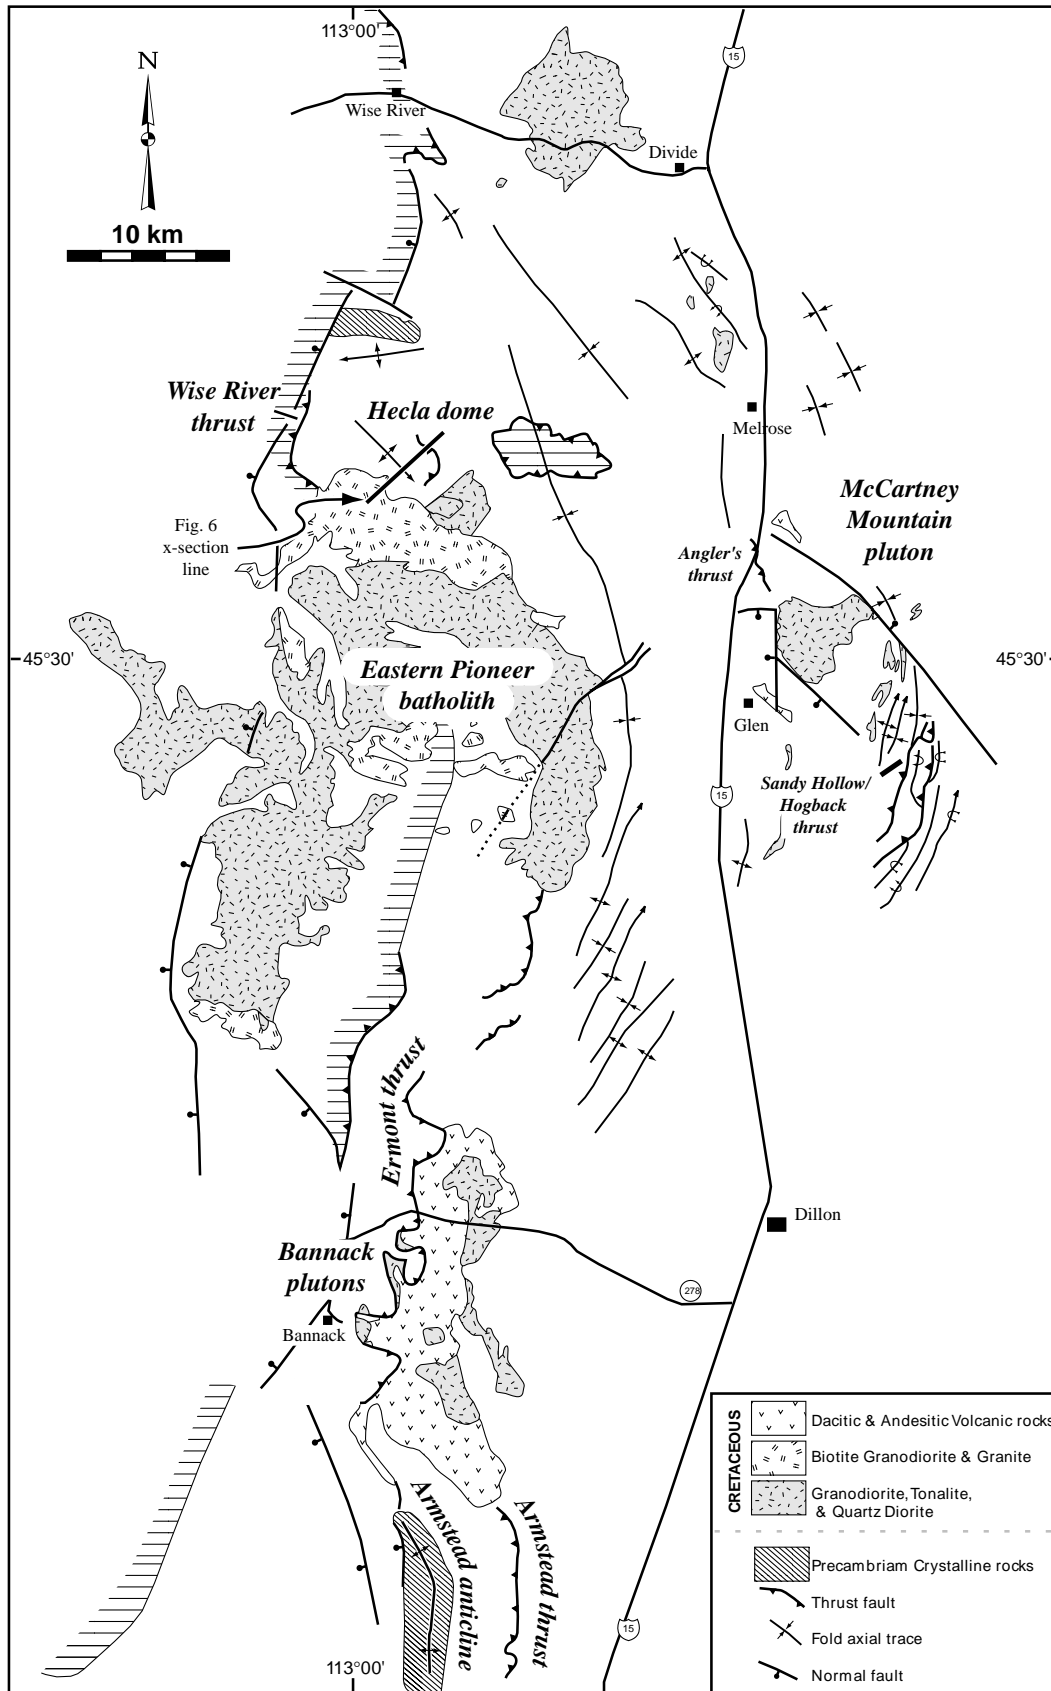 113°00'
15
N
Wise River
Divide
10 km
Wise River
thrust
Hecla dome
Melrose
McCartney
Mountain
pluton
Fig. 6
x-section
line
Angler's
thrust
45°30'
45°30'
Eastern Pioneer
batholith
Glen
Sandy Hollow/
Hogback
thrust
15
Ermont thrust
Dillon
Bannack
plutons
278
Bannack
Armstead anticline
Armstead thrust
15
113°00'
CRETACEOUS
Dacitic & Andesitic Volcanic rocks
Biotite Granodiorite & Granite
Granodiorite, Tonalite,
& Quartz Diorite
Precambriam Crystalline rocks
Thrust fault
Fold axial trace
Normal fault